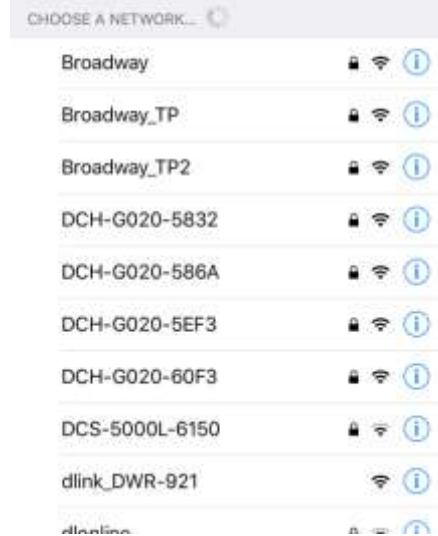 CHOOSE A NETWORK...
Broadway
Broadway_TP
Broadway_TP2
DCH-G020-5832
DCH-G020-586A
DCH-G020-5EF3
DCH-G020-60F3
DCS-5000L-6150
dlink_DWR-921